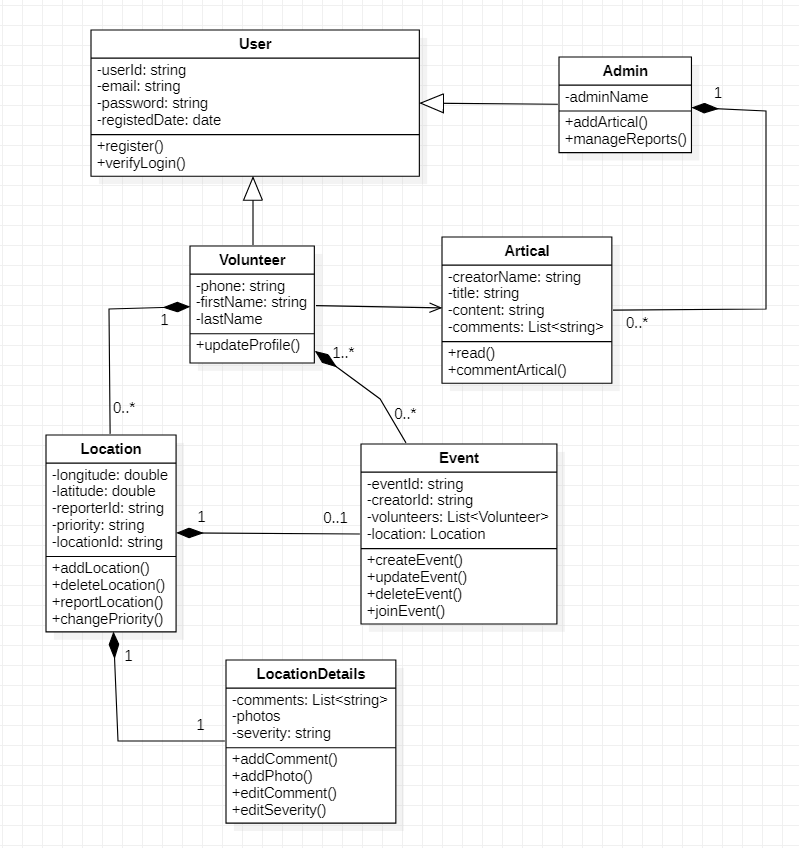 User
-userId: string
-email: string
-password: string
-registedDate: date
+register()
+verifyLogin()
Admin
-adminName
+addArtical()
+manageReports()
1
Volunteer
-phone: string
-firstName: string
-lastName
+updateProfile()
Artical
-creatorName: string
-title: string
-content: string
-comments: List<string>
+read()
+commentArtical()
0..*
1
1..*
0..*
0..*
Location
-longitude: double
-latitude: double
-reporterId: string
-priority: string
-locationId: string
+addLocation()
+deleteLocation()
+reportLocation()
+changePriority()
1
0..1
Event
-eventId: string
-creatorId: string
-volunteers: List<Volunteer>
-location: Location
+createEvent()
+updateEvent()
+deleteEvent()
+joinEvent()
1
1
LocationDetails
-comments: List<string>
-photos
-severity: string
+addComment()
+addPhoto()
+editComment()
+editSeverity()